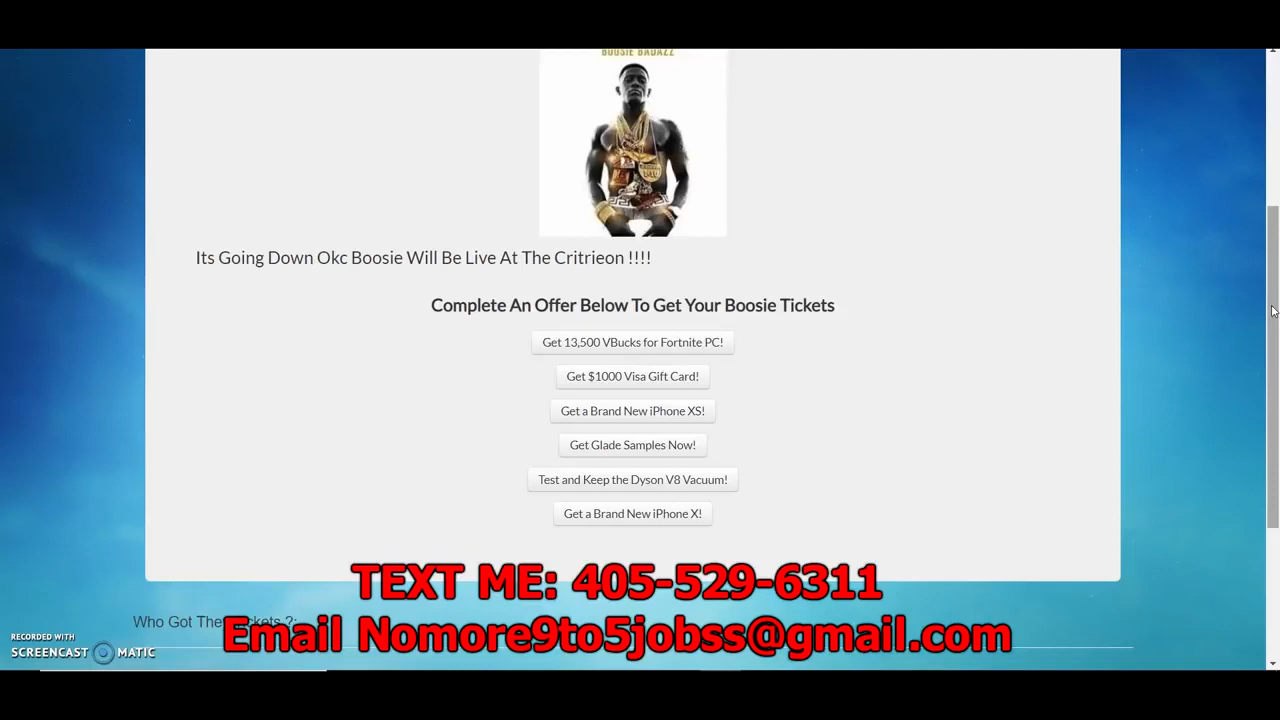 BOOSIE BADAZZ
Its Going Down Okc Boosie Will Be Live At The Critrieon !!!!
Complete An Offer Below To Get Your Boosie Tickets
Get 13,500 VBucks for Fortnite PC!
Get $1000 Visa Gift Card!
Get a Brand New iPhone XS!
Get Glade Samples Now!
Test and Keep the Dyson V8 Vacuum!
Get a Brand New iPhone X!
TEXT ME: 405-529-6311
Who Got They Tickets ?:
Email Nomore9to5jobss@gmail.com
RECORDED WITH
SCREENCAST MATIC